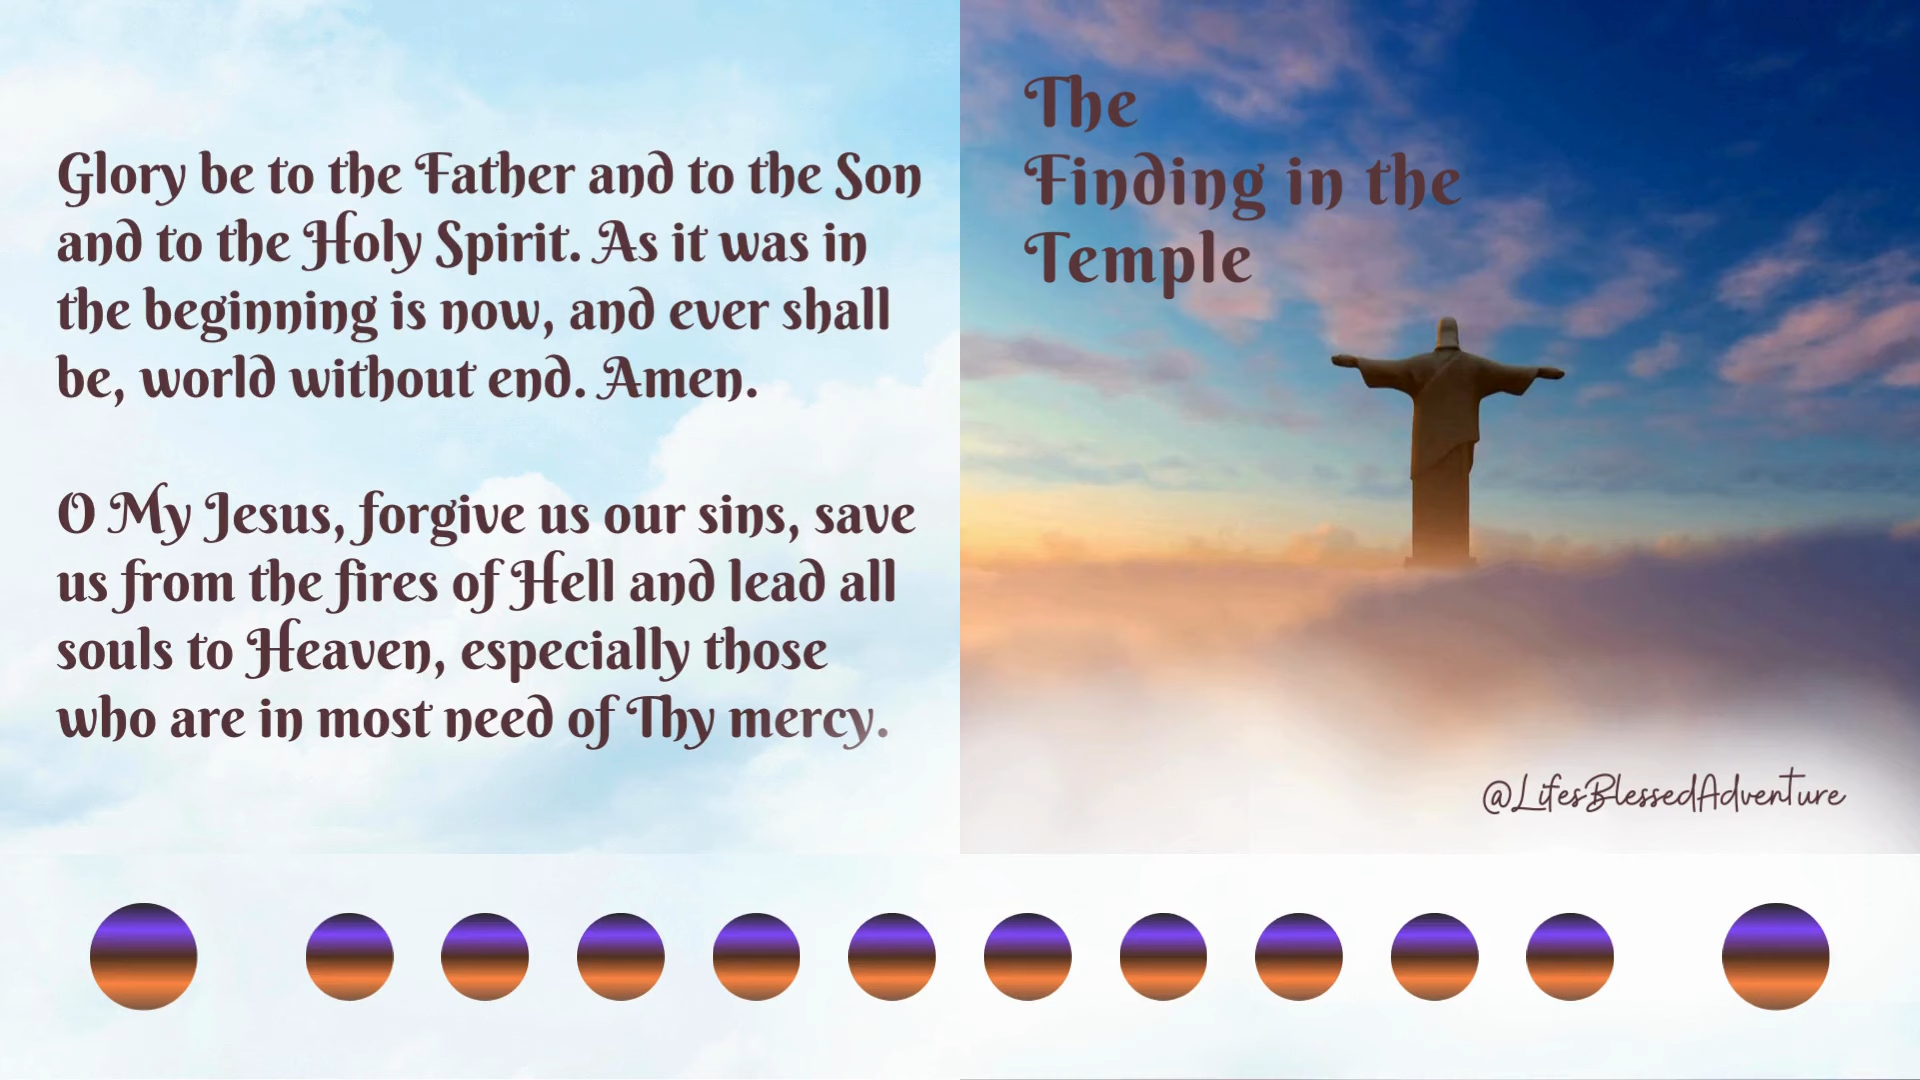 Glory be to the Father and to the Son
and to the Holy Spirit. As it was in
the beginning is now, and ever shall
be, world without end. Amen.
O My Jesus, forgive us our sins, save
us from the fires of Hell and lead all
souls to Heaven, especially those
who are in most need of Thy mercy.
The
Finding in the
Temple
@LifesBlessedAdventure